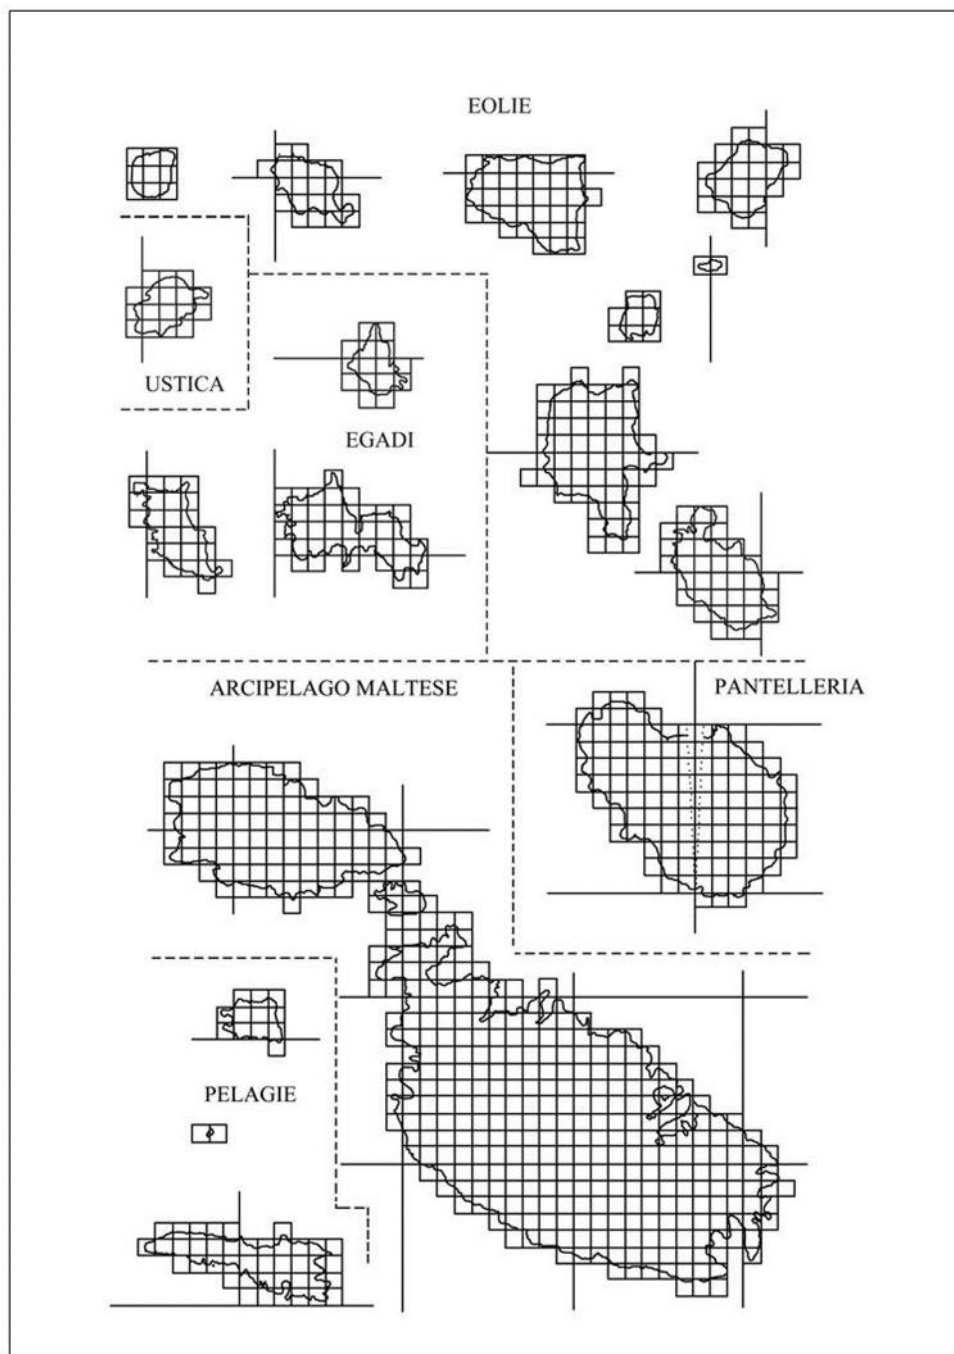 EOLIE
USTICA
EGADI
ARCIPELAGO MALTESE
PANTELLERIA
PELAGIE